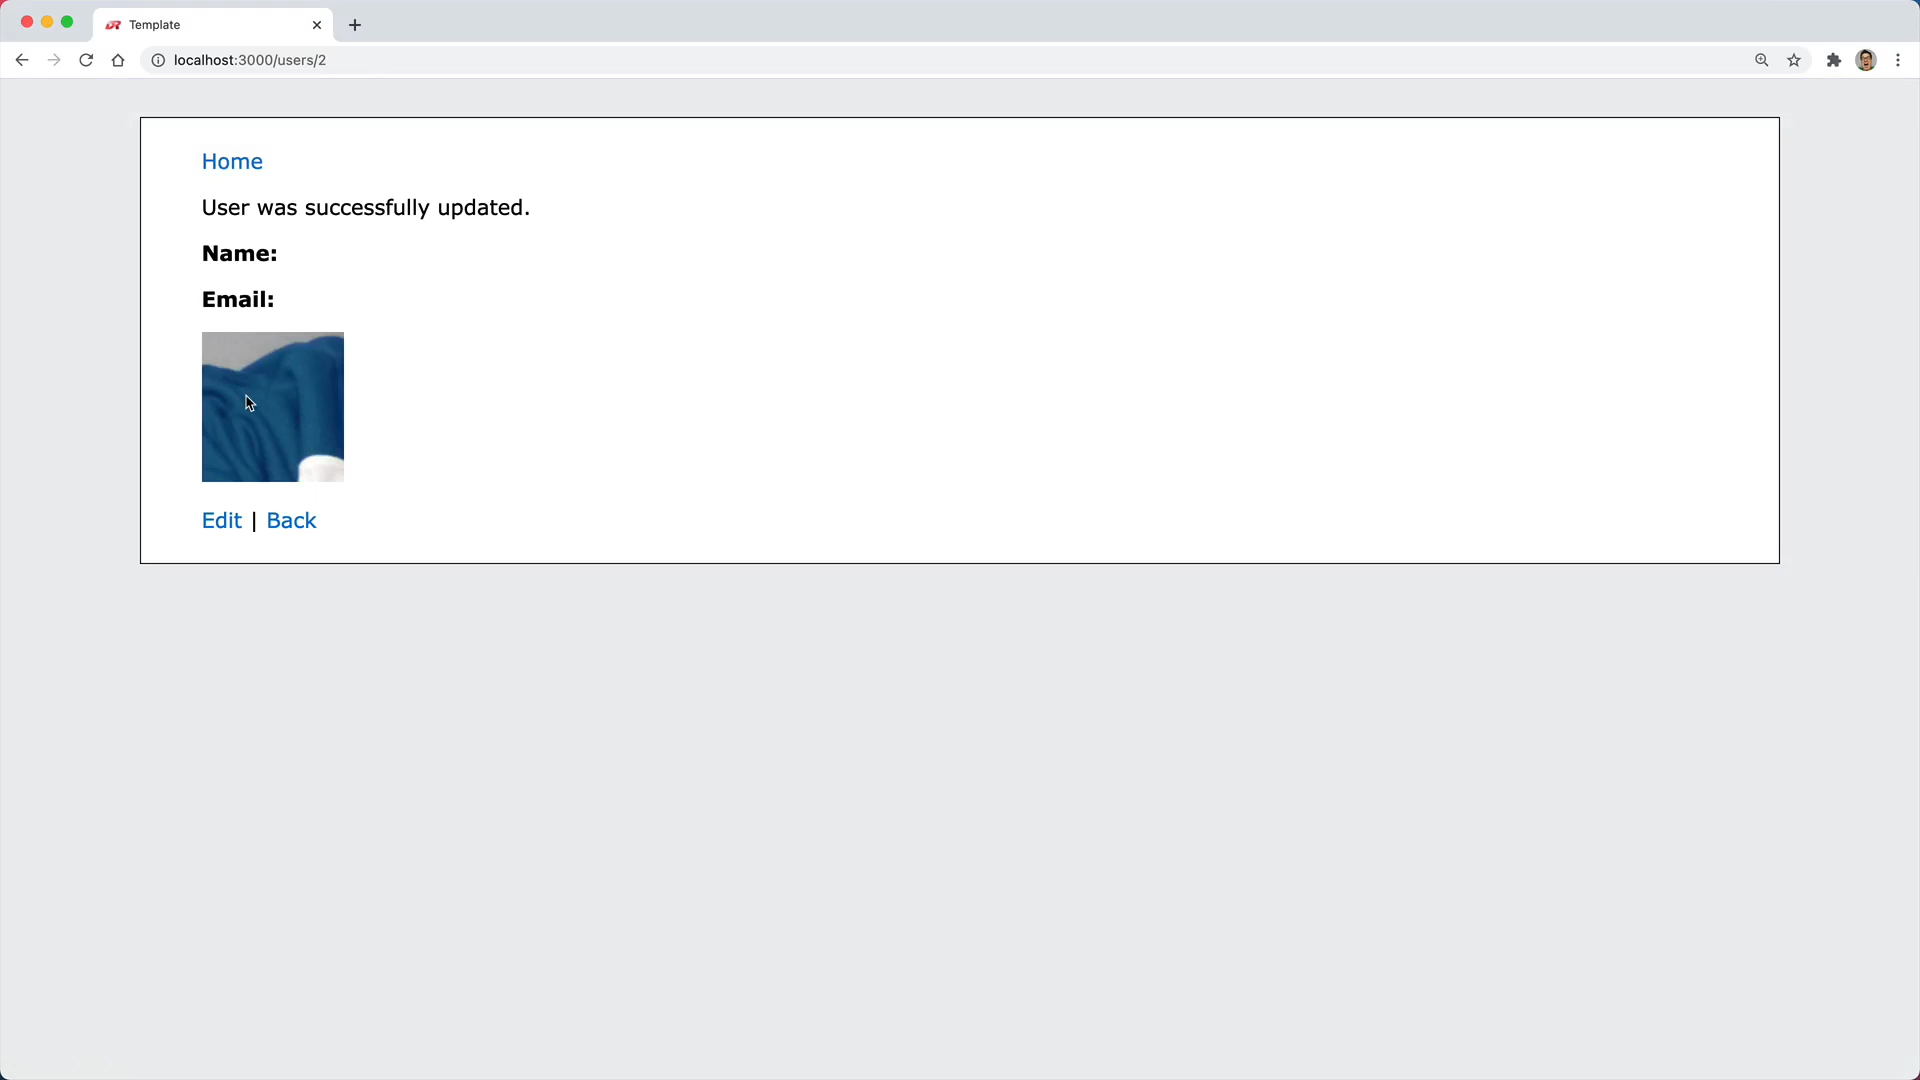 Template
localhost:3000/users/2
Home
User was successfully updated.
Name:
Email:
Edit | Back